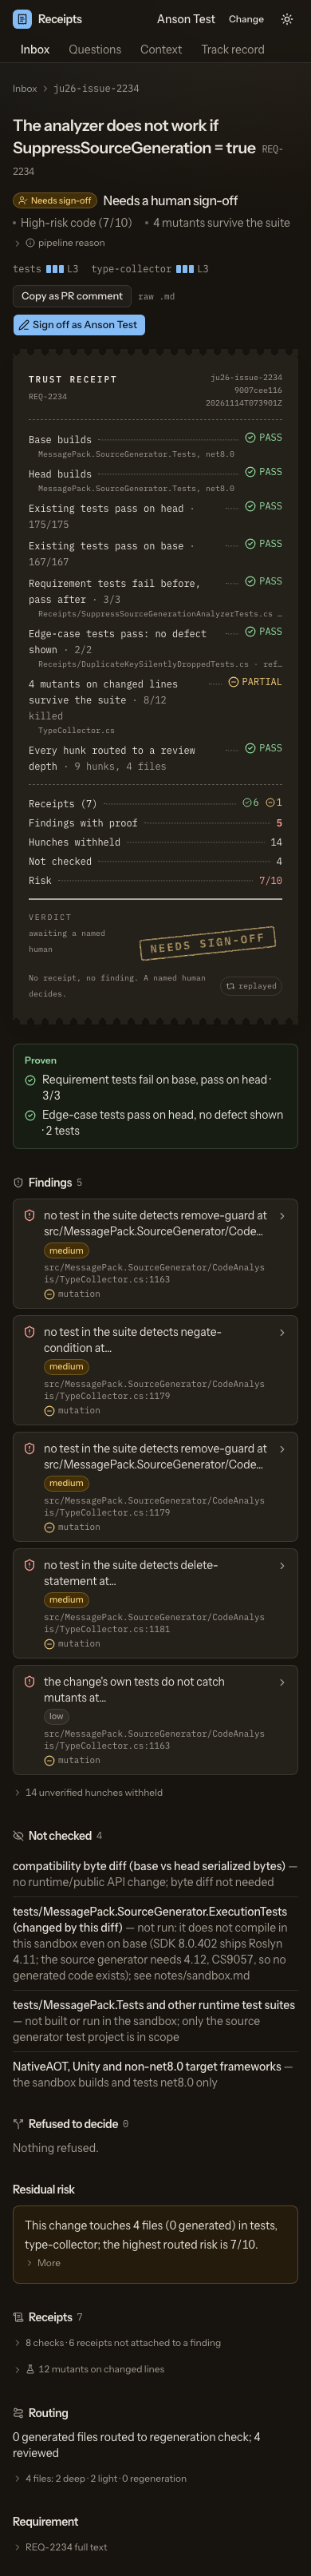 Receipts
Anson Test
Change
Inbox
Questions
Context
Track record
Inbox > ju26-issue-2234
The analyzer does not work if
SuppressSourceGeneration = true REQ-
2234
Needs sign-off
Needs a human sign-off
High-risk code (7/10)
4 mutants survive the suite
pipeline reason
tests L3 type-collector L3
Copy as PR comment
raw .md
Sign off as Anson Test
TRUST RECEIPT
REQ-2234
ju26-issue-2234
9007cee116
20261114T073901Z
Base builds PASS
MessagePack.SourceGenerator.Tests, net8.0
Head builds PASS
MessagePack.SourceGenerator.Tests, net8.0
Existing tests pass on head · PASS
175/175
Existing tests pass on base · PASS
167/167
Requirement tests fail before, PASS
pass after · 3/3
Receipts/SuppressSourceGenerationAnalyzerTests.cs …
Edge-case tests pass: no defect PASS
shown · 2/2
Receipts/DuplicateKeySilentlyDroppedTests.cs · ref…
4 mutants on changed lines PARTIAL
survive the suite · 8/12
killed
TypeCollector.cs
Every hunk routed to a review PASS
depth · 9 hunks, 4 files
Receipts (7) 6 1
Findings with proof 5
Hunches withheld 14
Not checked 4
Risk 7/10
VERDICT
awaiting a named
human
NEEDS SIGN-OFF
No receipt, no finding. A named human
decides.
replayed
Proven
Requirement tests fail on base, pass on head ·
3/3
Edge-case tests pass on head, no defect shown
· 2 tests
Findings 5
no test in the suite detects remove-guard at
src/MessagePack.SourceGenerator/Code…
medium
src/MessagePack.SourceGenerator/CodeAnalys
is/TypeCollector.cs:1163
mutation
no test in the suite detects negate-
condition at…
medium
src/MessagePack.SourceGenerator/CodeAnalys
is/TypeCollector.cs:1179
mutation
no test in the suite detects remove-guard at
src/MessagePack.SourceGenerator/Code…
medium
src/MessagePack.SourceGenerator/CodeAnalys
is/TypeCollector.cs:1179
mutation
no test in the suite detects delete-
statement at…
medium
src/MessagePack.SourceGenerator/CodeAnalys
is/TypeCollector.cs:1181
mutation
the change's own tests do not catch
mutants at…
low
src/MessagePack.SourceGenerator/CodeAnalys
is/TypeCollector.cs:1163
mutation
14 unverified hunches withheld
Not checked 4
compatibility byte diff (base vs head serialized bytes) —
no runtime/public API change; byte diff not needed
tests/MessagePack.SourceGenerator.ExecutionTests
(changed by this diff) — not run: it does not compile in
this sandbox even on base (SDK 8.0.402 ships Roslyn
4.11; the source generator needs 4.12, CS9057, so no
generated code exists); see notes/sandbox.md
tests/MessagePack.Tests and other runtime test suites
— not built or run in the sandbox; only the source
generator test project is in scope
NativeAOT, Unity and non-net8.0 target frameworks —
the sandbox builds and tests net8.0 only
Refused to decide 0
Nothing refused.
Residual risk
This change touches 4 files (0 generated) in tests,
type-collector; the highest routed risk is 7/10.
More
Receipts 7
8 checks · 6 receipts not attached to a finding
12 mutants on changed lines
Routing
0 generated files routed to regeneration check; 4
reviewed
4 files: 2 deep · 2 light · 0 regeneration
Requirement
REQ-2234 full text